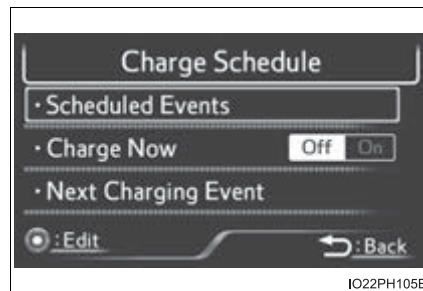 Charge Schedule
· Scheduled Events
· Charge Now Off On
· Next Charging Event
:Edit :Back
IO22PH105E